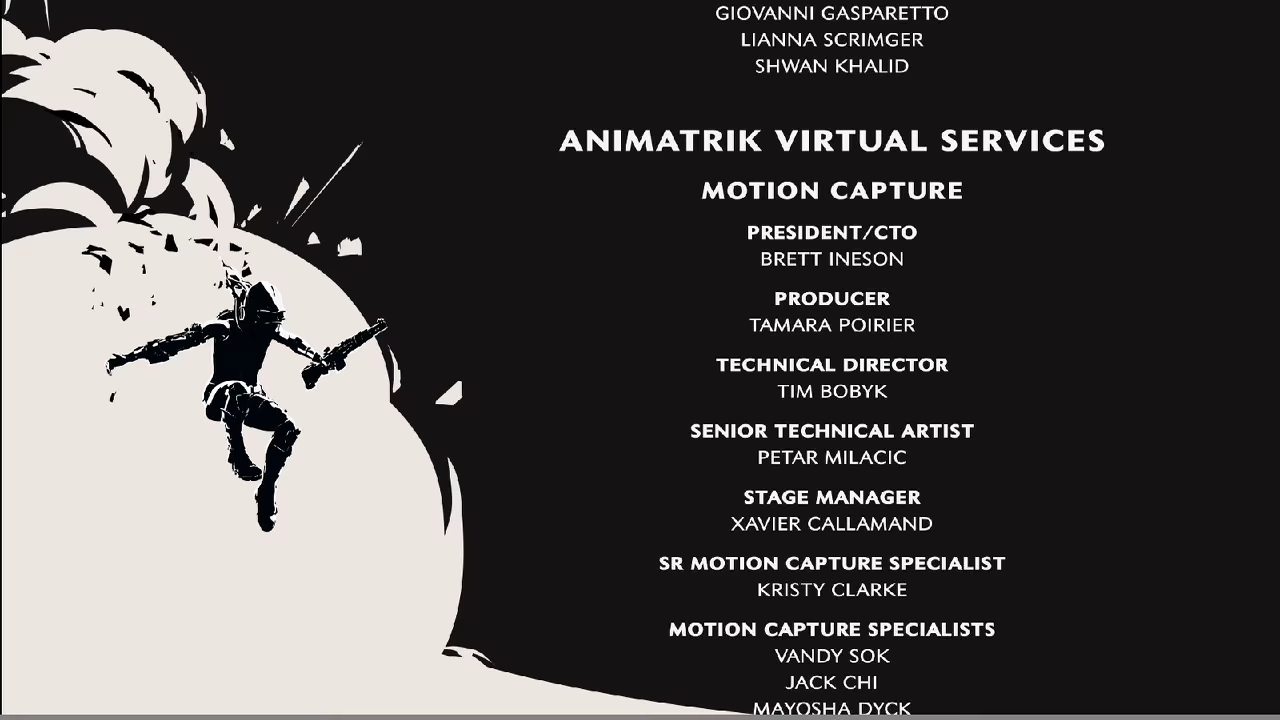 GIOVANNI GASPARETTO
LIANNA SCRIMGER
SHWAN KHALID
ANIMATRIK VIRTUAL SERVICES
MOTION CAPTURE
PRESIDENT/CTO
BRETT INESON
PRODUCER
TAMARA POIRIER
TECHNICAL DIRECTOR
TIM BOBYK
SENIOR TECHNICAL ARTIST
PETAR MILACIC
STAGE MANAGER
XAVIER CALLAMAND
SR MOTION CAPTURE SPECIALIST
KRISTY CLARKE
MOTION CAPTURE SPECIALISTS
VANDY SOK
JACK CHI
MAYOSHA DYCK